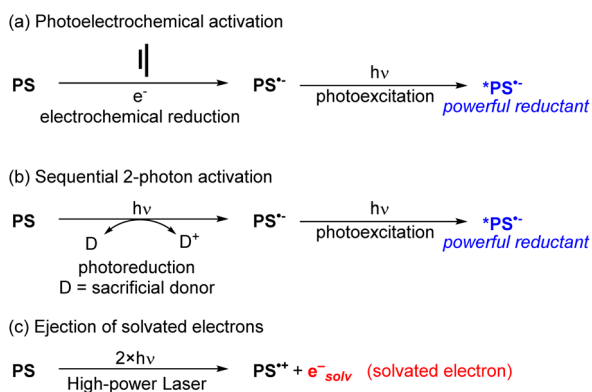 (a) Photoelectrochemical activation
PS
e⁻
electrochemical reduction
PS•-
hν
photoexcitation
*PS•-
powerful reductant
(b) Sequential 2-photon activation
PS
hν
D
D⁺
photoreduction
D = sacrificial donor
PS•-
hν
photoexcitation
*PS•-
powerful reductant
(c) Ejection of solvated electrons
PS
2×hν
High-power Laser
PS•+ + e⁻solv (solvated electron)